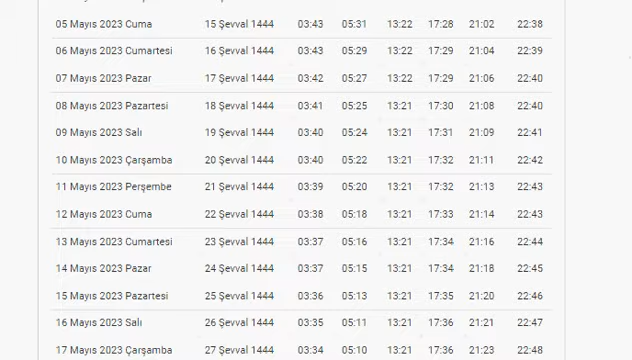 05 Mayıs 2023 Cuma 15 Şevval 1444 03:43 05:31 13:22 17:28 21:02 22:38
06 Mayıs 2023 Cumartesi 16 Şevval 1444 03:43 05:29 13:22 17:29 21:04 22:39
07 Mayıs 2023 Pazar 17 Şevval 1444 03:42 05:27 13:22 17:29 21:06 22:40
08 Mayıs 2023 Pazartesi 18 Şevval 1444 03:41 05:25 13:21 17:30 21:08 22:40
09 Mayıs 2023 Salı 19 Şevval 1444 03:40 05:24 13:21 17:31 21:09 22:41
10 Mayıs 2023 Çarşamba 20 Şevval 1444 03:40 05:22 13:21 17:32 21:11 22:42
11 Mayıs 2023 Perşembe 21 Şevval 1444 03:39 05:20 13:21 17:32 21:13 22:43
12 Mayıs 2023 Cuma 22 Şevval 1444 03:38 05:18 13:21 17:33 21:14 22:43
13 Mayıs 2023 Cumartesi 23 Şevval 1444 03:37 05:16 13:21 17:34 21:16 22:44
14 Mayıs 2023 Pazar 24 Şevval 1444 03:37 05:15 13:21 17:34 21:18 22:45
15 Mayıs 2023 Pazartesi 25 Şevval 1444 03:36 05:13 13:21 17:35 21:20 22:46
16 Mayıs 2023 Salı 26 Şevval 1444 03:35 05:11 13:21 17:36 21:21 22:47
17 Mayıs 2023 Çarşamba 27 Şevval 1444 03:34 05:10 13:21 17:36 21:23 22:48